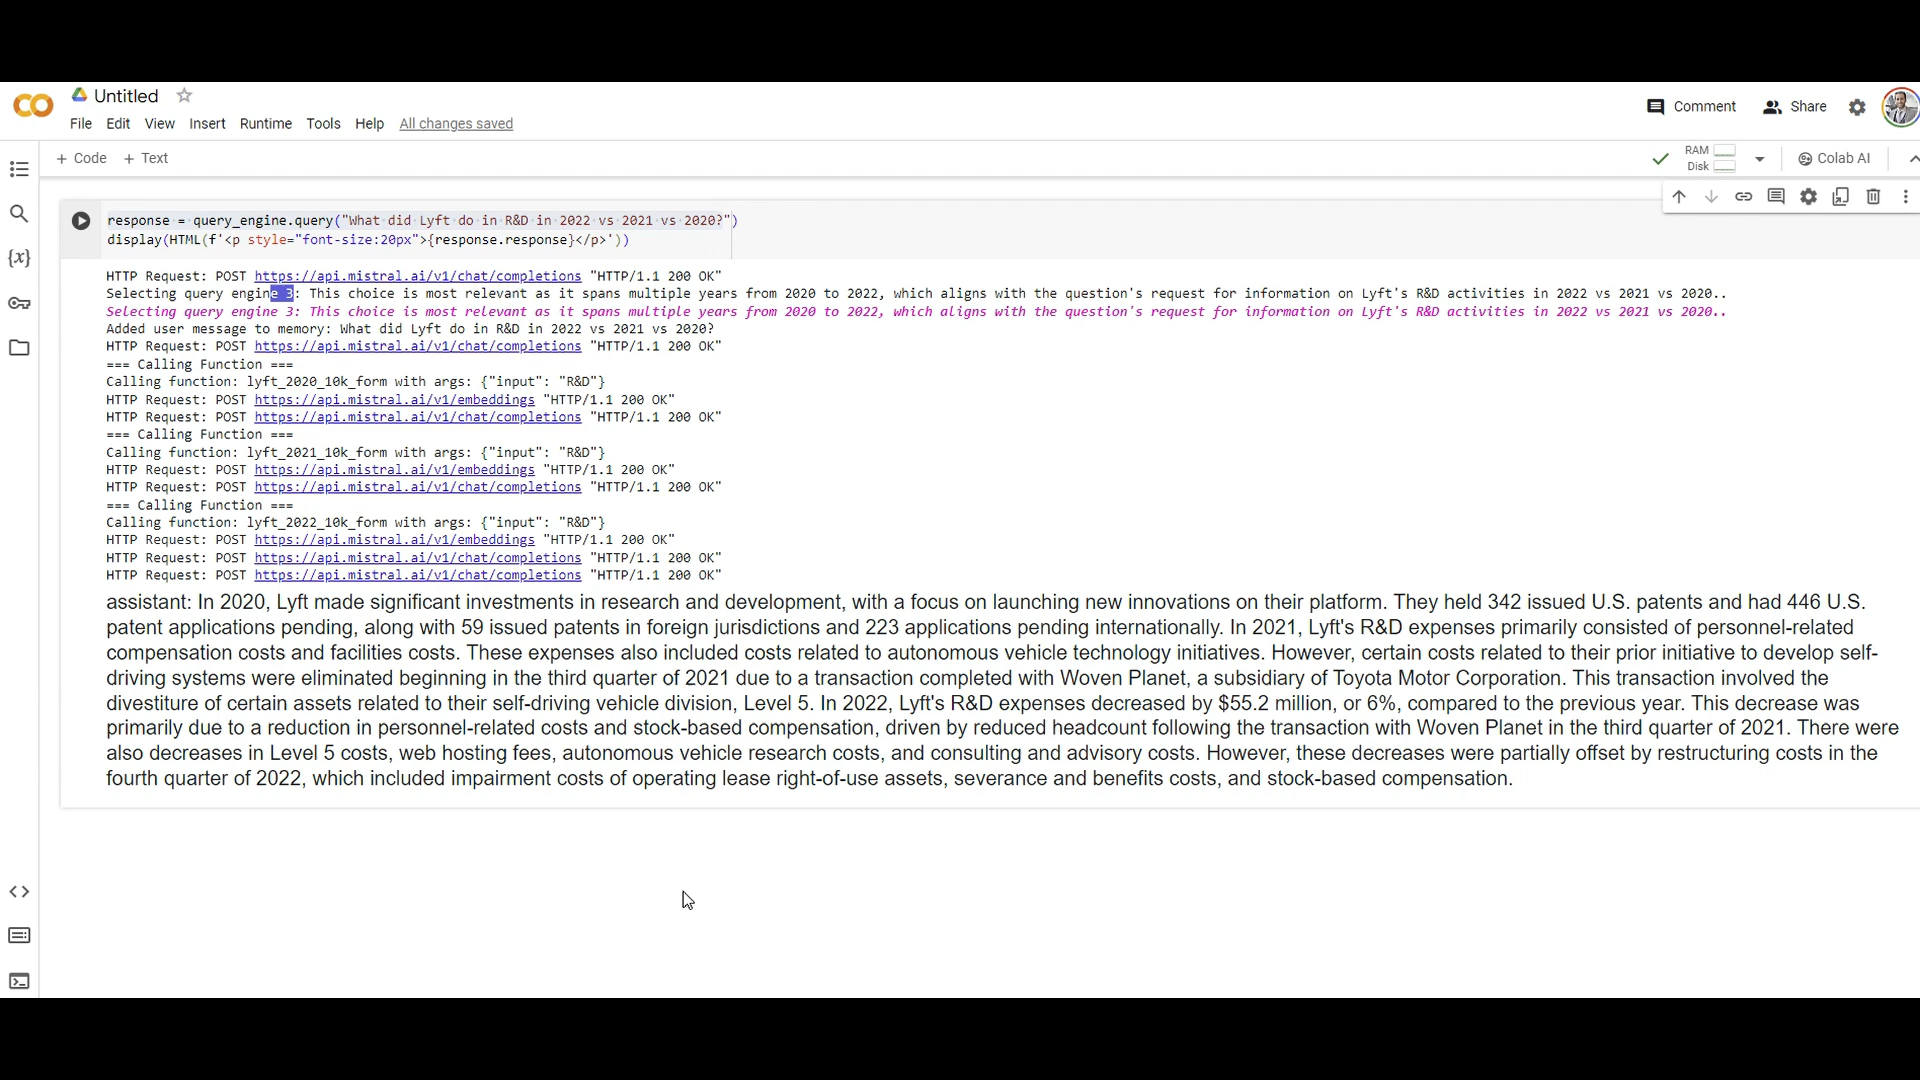 Untitled
Comment
Share
File Edit View Insert Runtime Tools Help All changes saved
+ Code + Text
RAM
Disk
Colab AI
response = query_engine.query("What did Lyft do in R&D in 2022 vs 2021 vs 2020?")
display(HTML(f'<p style="font-size:20px">{response.response}</p>'))
{x}
HTTP Request: POST https://api.mistral.ai/v1/chat/completions "HTTP/1.1 200 OK"
Selecting query engine 3: This choice is most relevant as it spans multiple years from 2020 to 2022, which aligns with the question's request for information on Lyft's R&D activities in 2022 vs 2021 vs 2020..
Selecting query engine 3: This choice is most relevant as it spans multiple years from 2020 to 2022, which aligns with the question's request for information on Lyft's R&D activities in 2022 vs 2021 vs 2020..
Added user message to memory: What did Lyft do in R&D in 2022 vs 2021 vs 2020?
HTTP Request: POST https://api.mistral.ai/v1/chat/completions "HTTP/1.1 200 OK"
=== Calling Function ===
Calling function: lyft_2020_10k_form with args: {"input": "R&D"}
HTTP Request: POST https://api.mistral.ai/v1/embeddings "HTTP/1.1 200 OK"
HTTP Request: POST https://api.mistral.ai/v1/chat/completions "HTTP/1.1 200 OK"
=== Calling Function ===
Calling function: lyft_2021_10k_form with args: {"input": "R&D"}
HTTP Request: POST https://api.mistral.ai/v1/embeddings "HTTP/1.1 200 OK"
HTTP Request: POST https://api.mistral.ai/v1/chat/completions "HTTP/1.1 200 OK"
=== Calling Function ===
Calling function: lyft_2022_10k_form with args: {"input": "R&D"}
HTTP Request: POST https://api.mistral.ai/v1/embeddings "HTTP/1.1 200 OK"
HTTP Request: POST https://api.mistral.ai/v1/chat/completions "HTTP/1.1 200 OK"
HTTP Request: POST https://api.mistral.ai/v1/chat/completions "HTTP/1.1 200 OK"
assistant: In 2020, Lyft made significant investments in research and development, with a focus on launching new innovations on their platform. They held 342 issued U.S. patents and had 446 U.S.
patent applications pending, along with 59 issued patents in foreign jurisdictions and 223 applications pending internationally. In 2021, Lyft's R&D expenses primarily consisted of personnel-related
compensation costs and facilities costs. These expenses also included costs related to autonomous vehicle technology initiatives. However, certain costs related to their prior initiative to develop self-
driving systems were eliminated beginning in the third quarter of 2021 due to a transaction completed with Woven Planet, a subsidiary of Toyota Motor Corporation. This transaction involved the
divestiture of certain assets related to their self-driving vehicle division, Level 5. In 2022, Lyft's R&D expenses decreased by $55.2 million, or 6%, compared to the previous year. This decrease was
primarily due to a reduction in personnel-related costs and stock-based compensation, driven by reduced headcount following the transaction with Woven Planet in the third quarter of 2021. There were
also decreases in Level 5 costs, web hosting fees, autonomous vehicle research costs, and consulting and advisory costs. However, these decreases were partially offset by restructuring costs in the
fourth quarter of 2022, which included impairment costs of operating lease right-of-use assets, severance and benefits costs, and stock-based compensation.